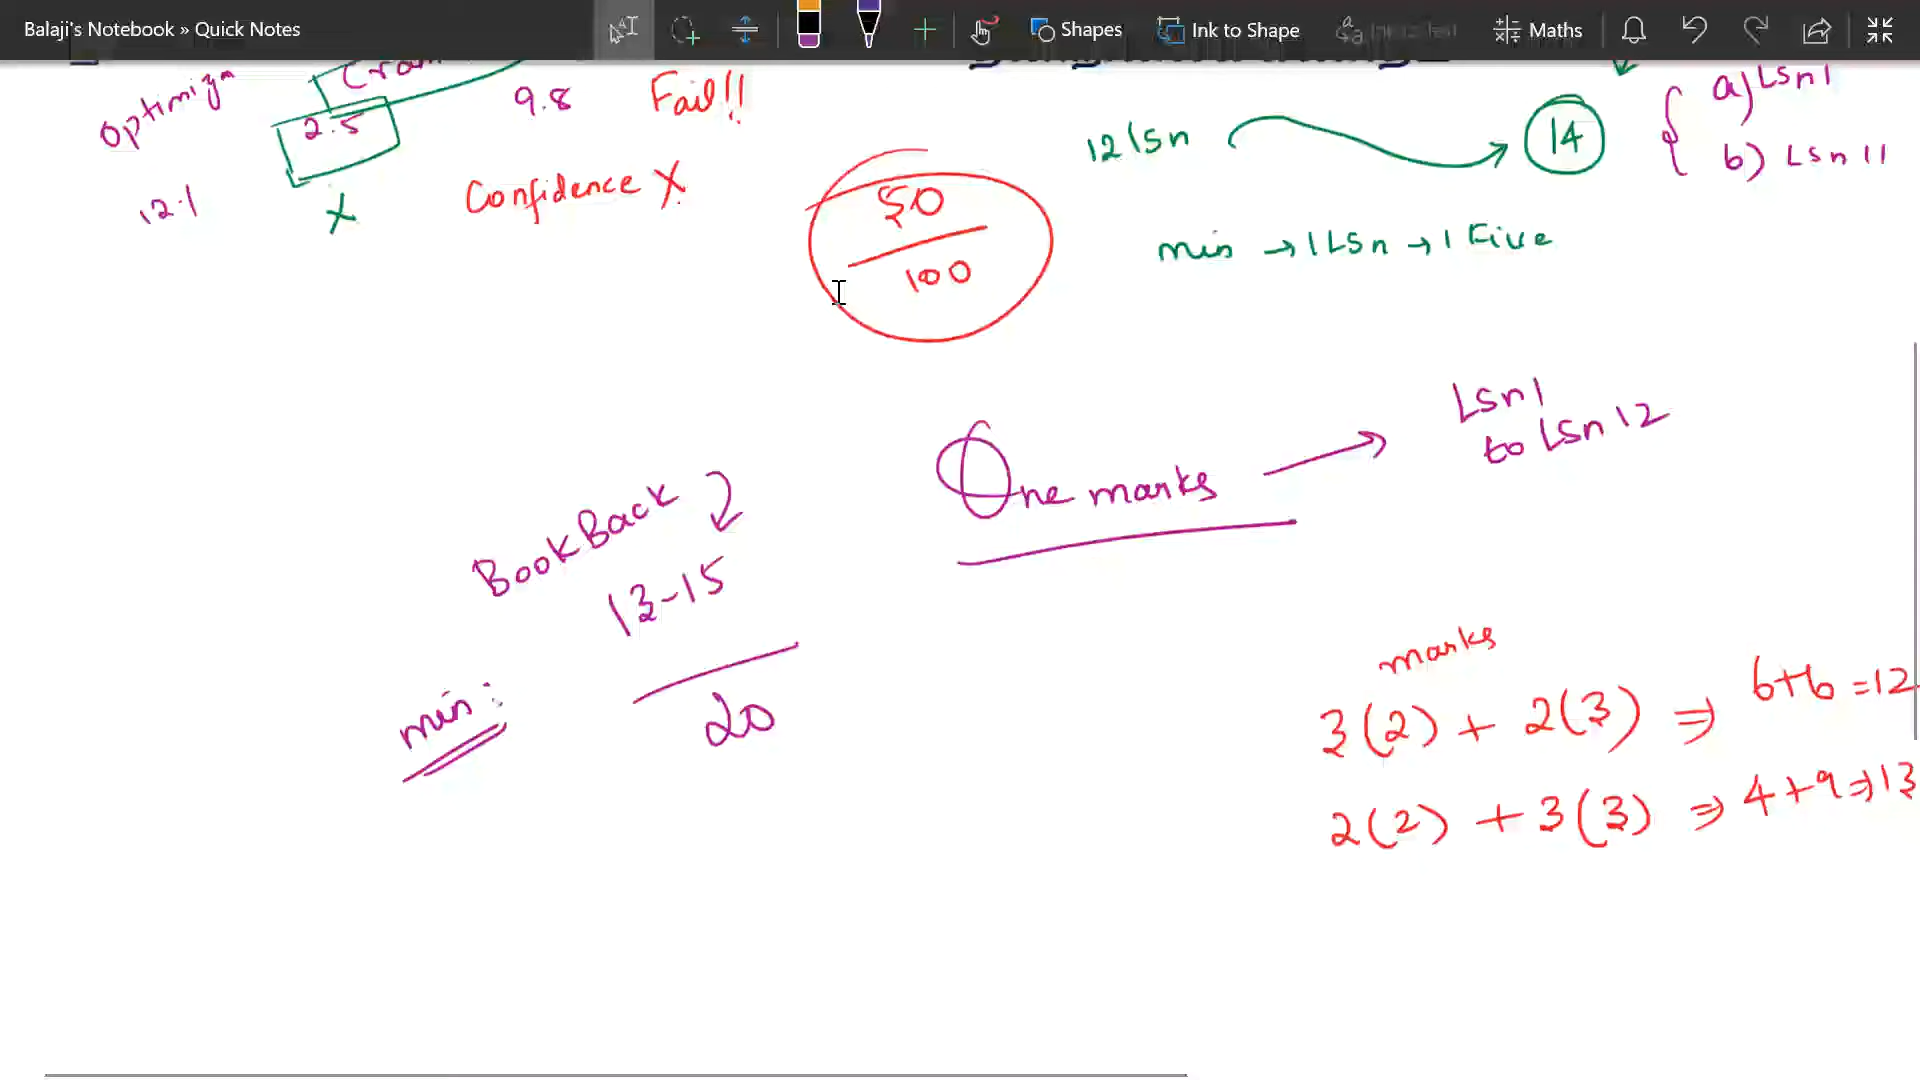 Balaji's Notebook » Quick Notes
Shapes
Ink to Shape
Maths
optimizn
2.5
9.8
Fail!!
12.1
X
Confidence X
50
100
12 lsn
14
a) Lsn 1
b) Lsn 11
min → 1 Lsn → 1 Five
One marks
Lsn 1
to Lsn 12
BookBack
13-15
20
min:
marks
3(2) + 2(3) ⇒ 6+6 = 12
2(2) + 3(3) ⇒ 4+9 ⇒ 13